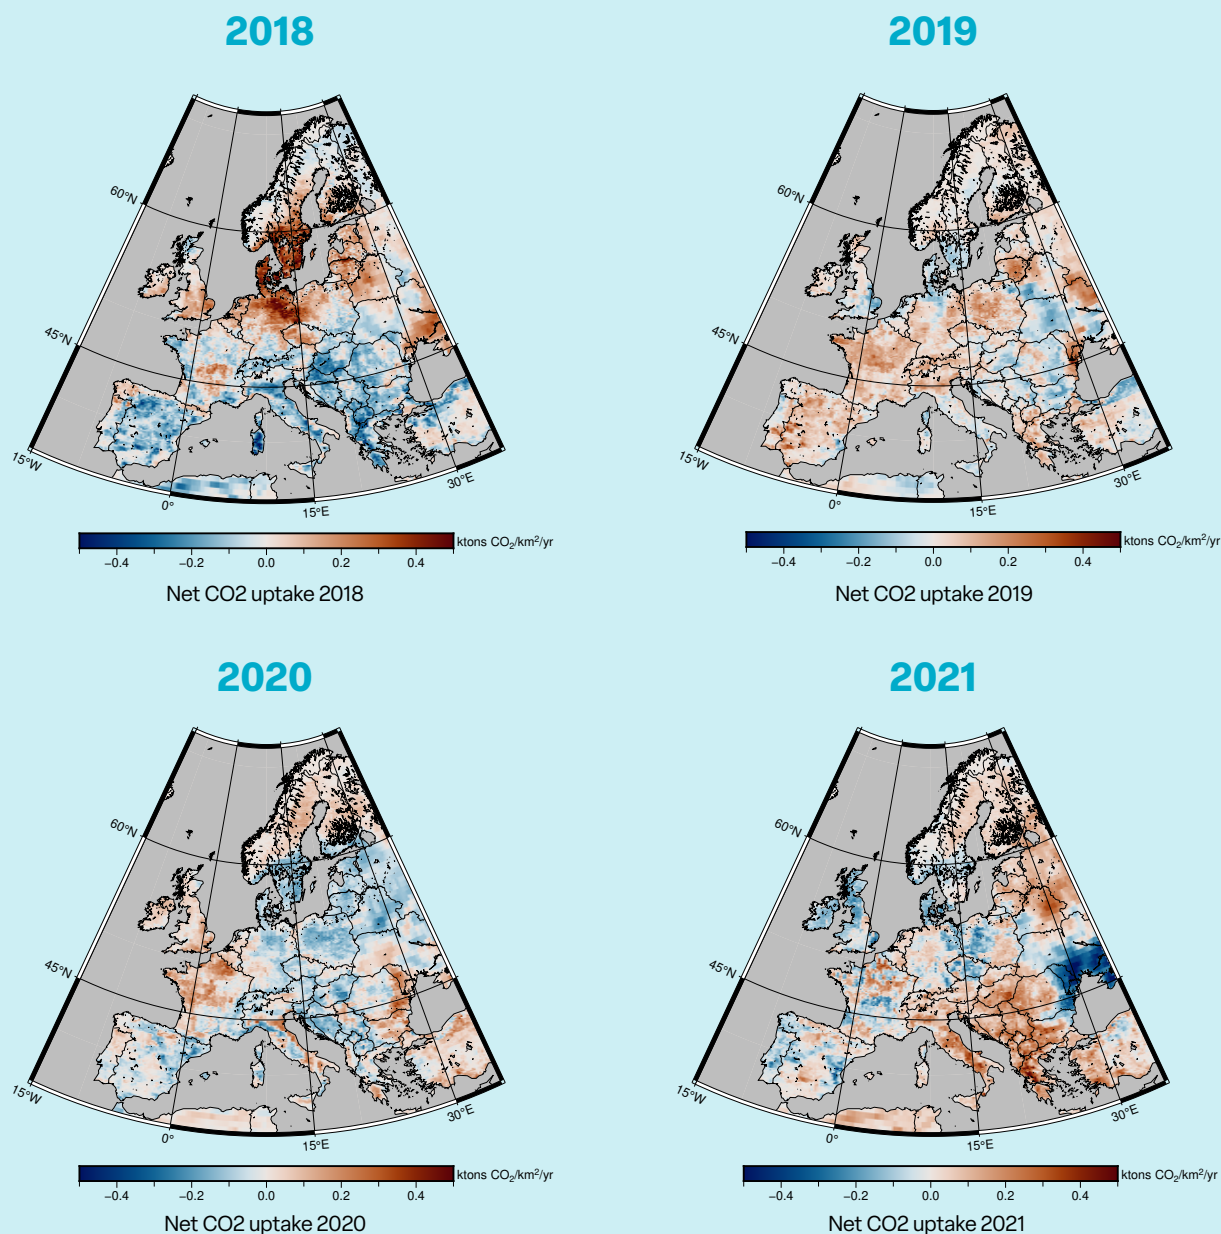 2018
2019
60°N
45°N
15°W
0°
15°E
30°E
60°N
45°N
15°W
0°
15°E
30°E
−0.4 −0.2 0.0 0.2 0.4 ktons CO₂/km²/yr
−0.4 −0.2 0.0 0.2 0.4 ktons CO₂/km²/yr
Net CO2 uptake 2018
Net CO2 uptake 2019
2020
2021
60°N
45°N
15°W
0°
15°E
30°E
60°N
45°N
15°W
0°
15°E
30°E
−0.4 −0.2 0.0 0.2 0.4 ktons CO₂/km²/yr
−0.4 −0.2 0.0 0.2 0.4 ktons CO₂/km²/yr
Net CO2 uptake 2020
Net CO2 uptake 2021